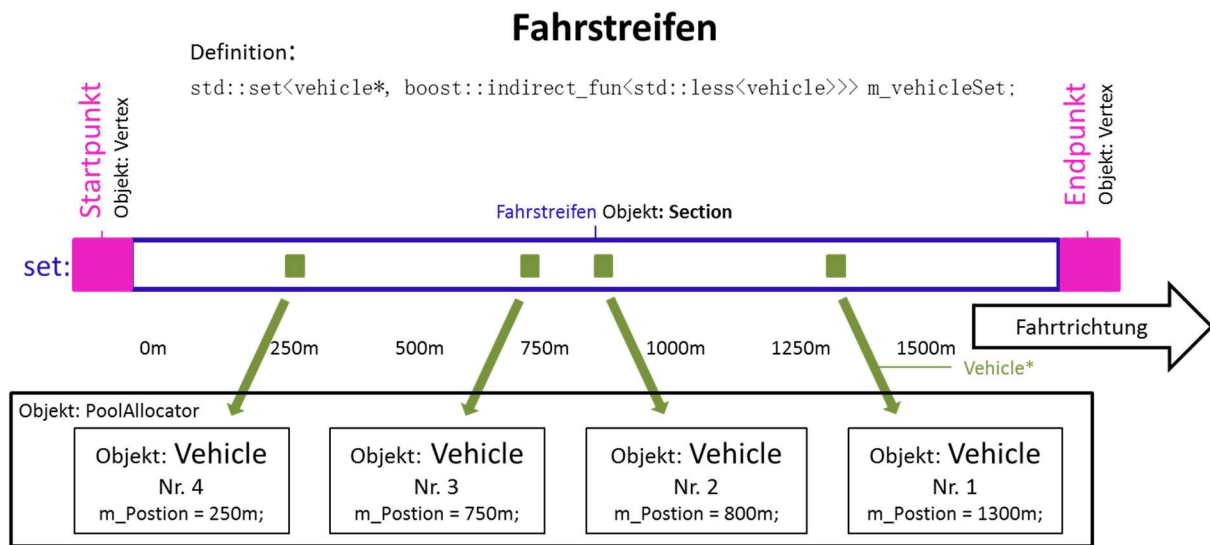 Fahrstreifen
Definition:
std::set<vehicle*, boost::indirect_fun<std::less<vehicle>>> m_vehicleSet;
Startpunkt
Objekt: Vertex
Endpunkt
Objekt: Vertex
Fahrstreifen Objekt: Section
set:
Fahrtrichtung
0m 250m 500m 750m 1000m 1250m 1500m
Vehicle*
Objekt: PoolAllocator
Objekt: Vehicle
Nr. 4
m_Postion = 250m;
Objekt: Vehicle
Nr. 3
m_Postion = 750m;
Objekt: Vehicle
Nr. 2
m_Postion = 800m;
Objekt: Vehicle
Nr. 1
m_Postion = 1300m;